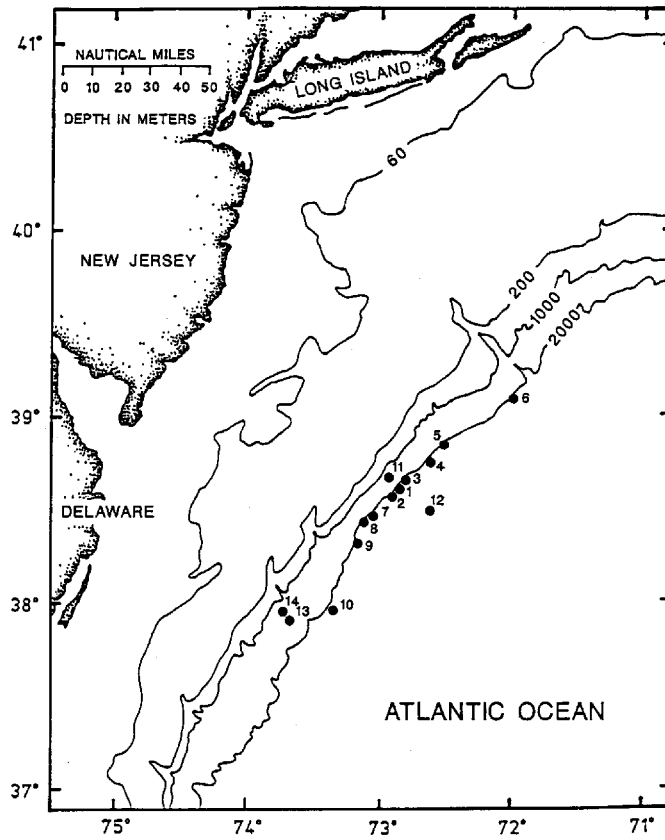 41°
NAUTICAL MILES
0 10 20 30 40 50
DEPTH IN METERS
LONG ISLAND
60
40°
NEW JERSEY
200
1000
2000
39°
6
5
4
11
3
1
2
12
7
8
9
DELAWARE
38°
14
13
10
ATLANTIC OCEAN
37°
75° 74° 73° 72° 71°